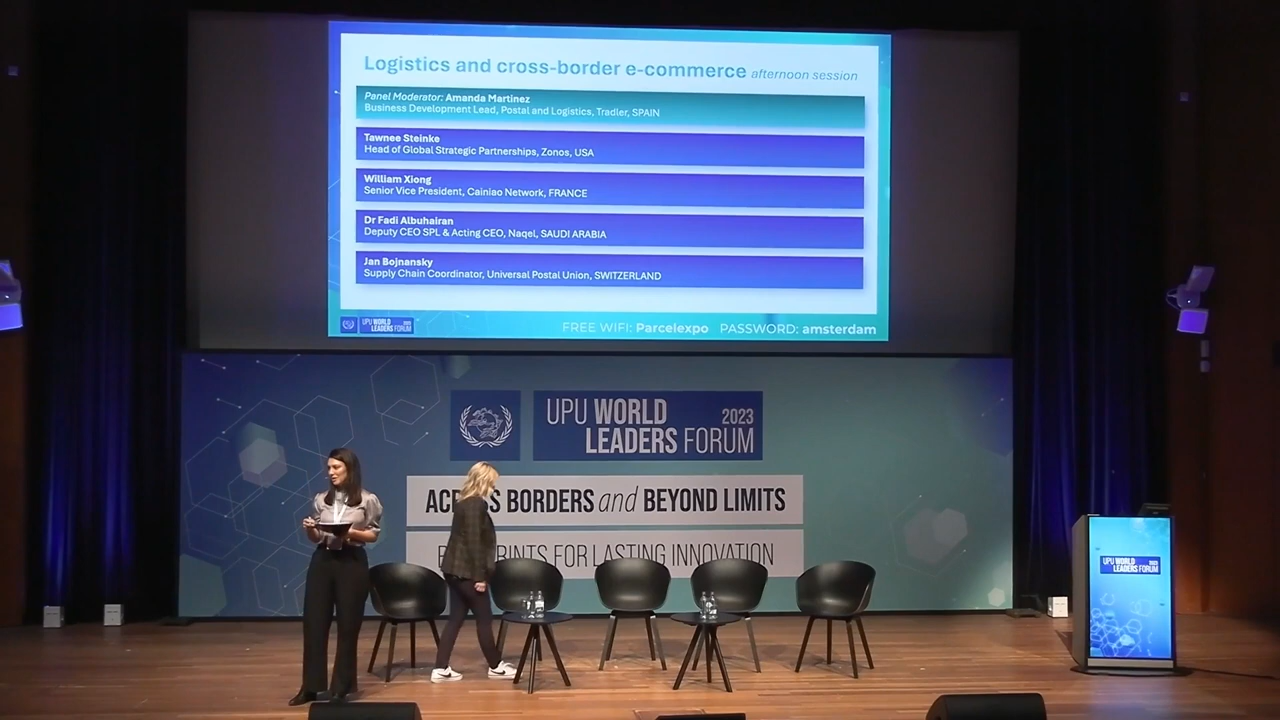 Logistics and cross-border e-commerce afternoon session
Panel Moderator: Amanda Martinez
Business Development Lead, Postal and Logistics, Tradler, SPAIN
Tawnee Steinke
Head of Global Strategic Partnerships, Zonos, USA
William Xiong
Senior Vice President, Cainiao Network, FRANCE
Dr Fadi Albuhairan
Deputy CEO SPL & Acting CEO, Naqel, SAUDI ARABIA
Jan Bojnansky
Supply Chain Coordinator, Universal Postal Union, SWITZERLAND
UPU WORLD
LEADERS FORUM
FREE WIFI: Parcelexpo PASSWORD: amsterdam
UPU WORLD 2023
LEADERS FORUM
BORDERS and BEYOND LIMITS
FOR LASTING INNOVATION
UPU WORLD
LEADERS FORUM